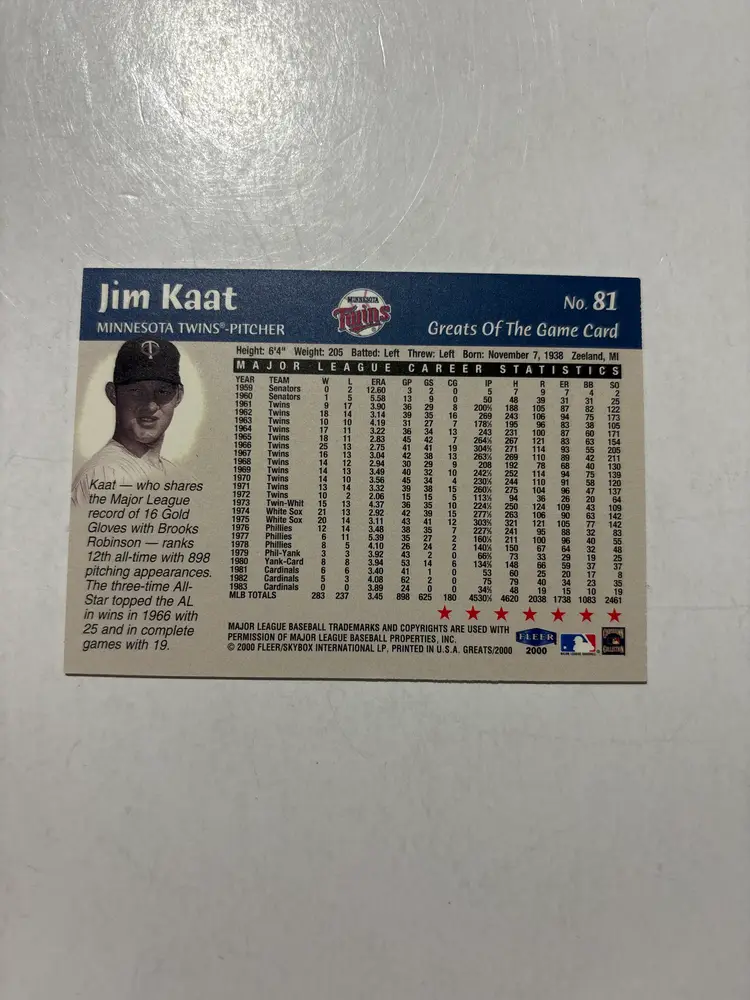 Jim Kaat
MINNESOTA TWINS®-PITCHER
MINNESOTA
Twins
No. 81
Greats Of The Game Card
Height: 6'4" Weight: 205 Batted: Left Threw: Left Born: November 7, 1938 Zeeland, MI
MAJOR LEAGUE CAREER STATISTICS
YEAR TEAM W L ERA GP GS CG IP H R ER BB SO
1959 Senators 0 2 12.60 3 2 0 5 7 9 7 4 2
1960 Senators 1 5 5.58 13 9 0 50 48 39 31 31 25
1961 Twins 9 17 3.90 36 29 8 200⅔ 188 105 87 82 122
1962 Twins 18 14 3.14 39 35 16 269 243 106 94 75 173
1963 Twins 10 10 4.19 31 27 7 178⅓ 195 96 83 38 105
1964 Twins 17 11 3.22 36 34 13 243 231 100 87 60 171
1965 Twins 18 11 2.83 45 42 7 264⅓ 267 121 83 63 154
1966 Twins 25 13 2.75 41 41 19 304⅔ 271 114 93 55 205
1967 Twins 16 13 3.04 42 38 13 263⅓ 269 110 89 42 211
1968 Twins 14 12 2.94 30 29 9 208 192 78 68 40 130
1969 Twins 14 13 3.49 40 32 10 242⅓ 252 114 94 75 139
1970 Twins 14 10 3.56 45 34 4 230⅓ 244 110 91 58 120
1971 Twins 13 14 3.32 39 38 15 260⅓ 275 104 96 47 137
1972 Twins 10 2 2.06 15 15 5 113⅓ 94 36 26 20 64
1973 Twin-Whit 15 13 4.37 36 35 10 224⅓ 250 124 109 43 109
1974 White Sox 21 13 2.92 42 39 15 277⅓ 263 106 90 63 142
1975 White Sox 20 14 3.11 43 41 12 303⅔ 321 121 105 77 142
1976 Phillies 12 14 3.48 38 35 7 227⅔ 241 95 88 32 83
1977 Phillies 6 11 5.39 35 27 2 160⅓ 211 100 96 40 55
1978 Phillies 8 5 4.10 26 24 2 140⅓ 150 67 64 32 48
1979 Phil-Yank 3 3 3.92 43 2 0 66⅔ 73 33 29 19 25
1980 Yank-Card 8 8 3.94 53 14 6 134⅔ 148 66 59 37 37
1981 Cardinals 6 6 3.40 41 1 0 53 60 25 20 17 8
1982 Cardinals 5 3 4.08 62 2 0 75 79 40 34 23 35
1983 Cardinals 0 0 3.89 24 0 0 34⅔ 48 19 15 10 19
MLB TOTALS 283 237 3.45 898 625 180 4530⅓ 4620 2038 1738 1083 2461
Kaat — who shares
the Major League
record of 16 Gold
Gloves with Brooks
Robinson — ranks
12th all-time with 898
pitching appearances.
The three-time All-
Star topped the AL
in wins in 1966 with
25 and in complete
games with 19.
MAJOR LEAGUE BASEBALL TRADEMARKS AND COPYRIGHTS ARE USED WITH
PERMISSION OF MAJOR LEAGUE BASEBALL PROPERTIES, INC.
© 2000 FLEER/SKYBOX INTERNATIONAL LP, PRINTED IN U.S.A. GREATS/2000
FLEER
2000